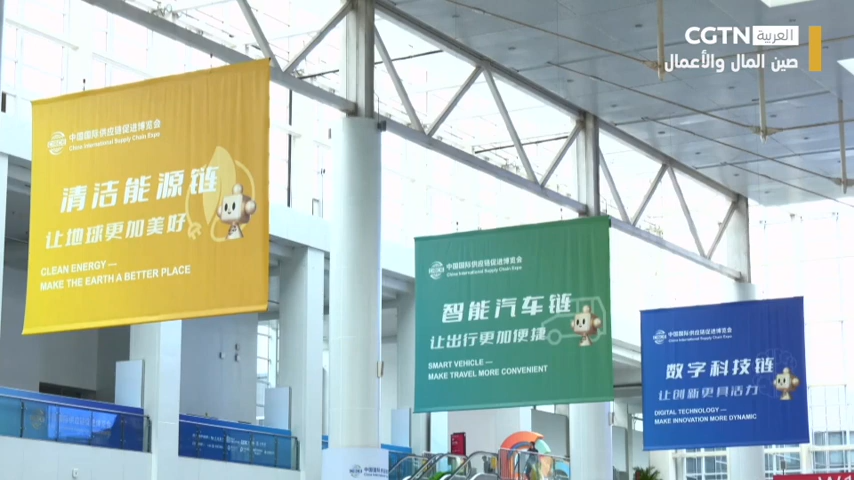 CGTN العربية
صين المال والأعمال
中国国际供应链促进博览会
China International Supply Chain Expo
清洁能源链
让地球更加美好
CLEAN ENERGY—
MAKE THE EARTH A BETTER PLACE
中国国际供应链促进博览会
China International Supply Chain Expo
智能汽车链
让出行更加便捷
SMART VEHICLE—
MAKE TRAVEL MORE CONVENIENT
中国国际供应链促进博览会
China International Supply Chain Expo
数字科技链
让创新更具活力
DIGITAL TECHNOLOGY—
MAKE INNOVATION MORE DYNAMIC